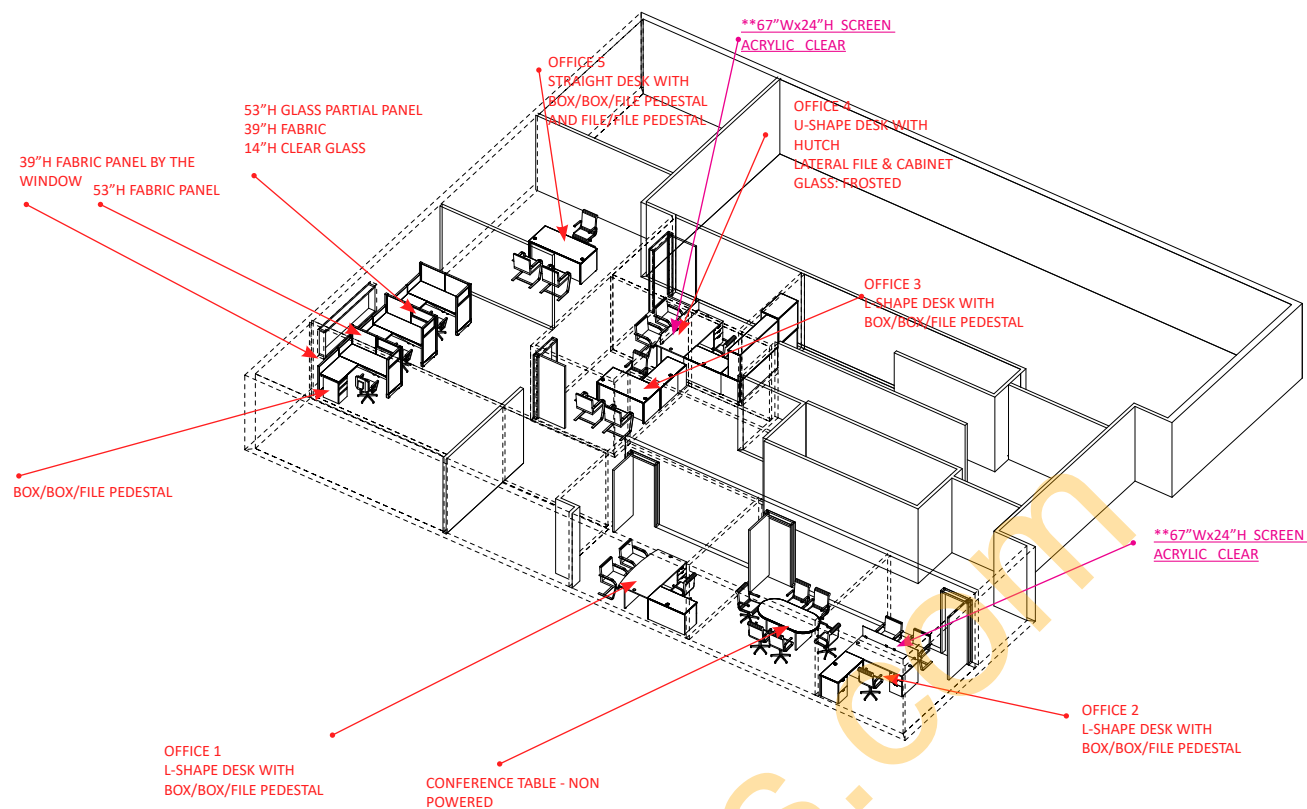 **67”Wx24”H SCREEN
ACRYLIC CLEAR
OFFICE 5
STRAIGHT DESK WITH
BOX/BOX/FILE PEDESTAL
AND FILE/FILE PEDESTAL
53”H GLASS PARTIAL PANEL
39”H FABRIC
14”H CLEAR GLASS
OFFICE 4
U-SHAPE DESK WITH
HUTCH
LATERAL FILE & CABINET
GLASS: FROSTED
39”H FABRIC PANEL BY THE
WINDOW
53”H FABRIC PANEL
OFFICE 3
L-SHAPE DESK WITH
BOX/BOX/FILE PEDESTAL
BOX/BOX/FILE PEDESTAL
**67”Wx24”H SCREEN
ACRYLIC CLEAR
OFFICE 2
L-SHAPE DESK WITH
BOX/BOX/FILE PEDESTAL
OFFICE 1
L-SHAPE DESK WITH
BOX/BOX/FILE PEDESTAL
CONFERENCE TABLE - NON
POWERED
s.com